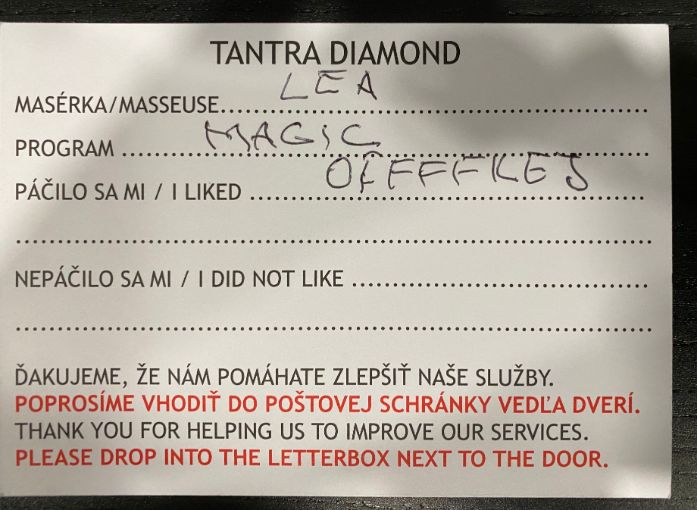 TANTRA DIAMOND
MASÉRKA/MASSEUSE..... LEA
PROGRAM ..... MAGIC
PÁČILO SA MI / I LIKED .....
NEPÁČILO SA MI / I DID NOT LIKE .....
ĎAKUJEME, ŽE NÁM POMÁHATE ZLEPŠIŤ NAŠE SLUŽBY.
POPROSÍME VHODIŤ DO POŠTOVEJ SCHRÁNKY VEDĽA DVERÍ.
THANK YOU FOR HELPING US TO IMPROVE OUR SERVICES.
PLEASE DROP INTO THE LETTERBOX NEXT TO THE DOOR.